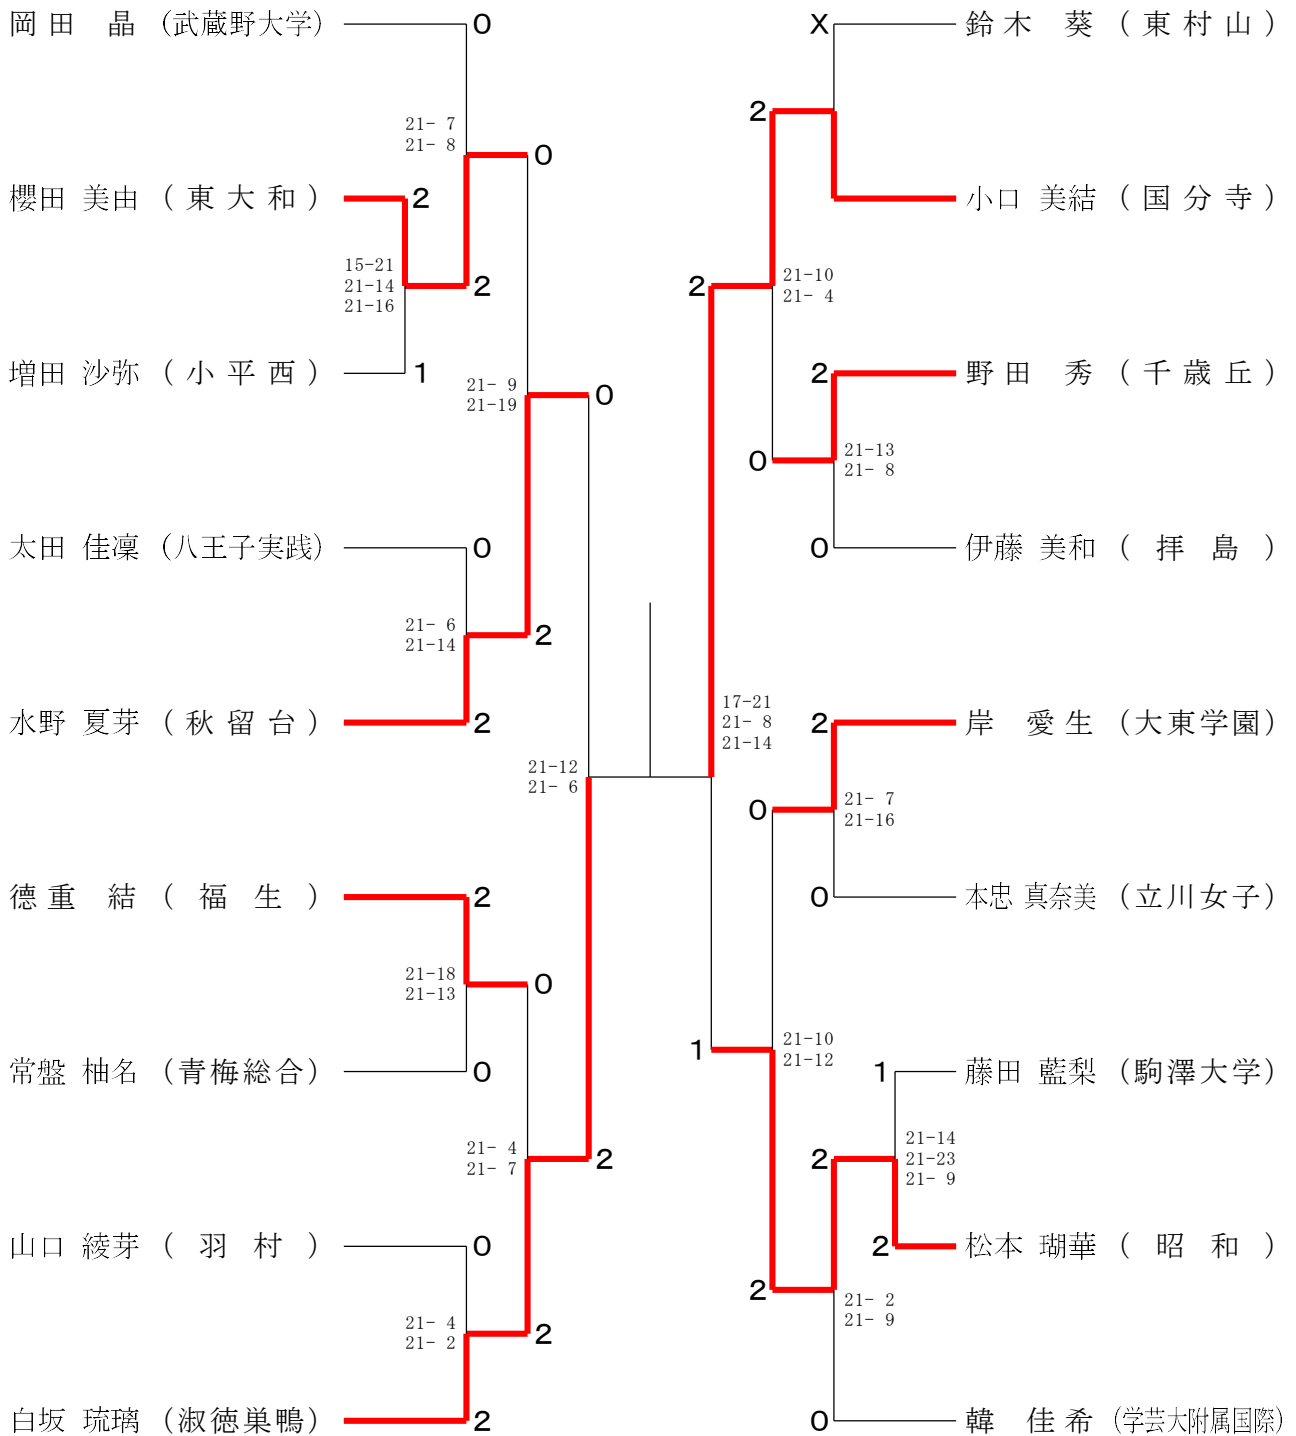 岡田 晶 (武蔵野大学) 0
21- 7
21- 8
0
櫻田 美由 ( 東 大 和 ) 2
15-21
21-14
21-16
2
増田 沙弥 ( 小 平 西 ) 1
21- 9
21-19
0
太田 佳凜 (八王子実践) 0
21- 6
21-14
2
水野 夏芽 ( 秋 留 台 ) 2
21-12
21- 6
德重 結 ( 福 生 ) 2
21-18
21-13
0
常盤 柚名 (青梅総合) 0
21- 4
21- 7
2
山口 綾芽 ( 羽 村 ) 0
21- 4
21- 2
2
白坂 琉璃 (淑徳巣鴨) 2
X 鈴木 葵 ( 東 村 山 )
2
小口 美結 ( 国 分 寺 )
2
21-10
21- 4
2 野田 秀 ( 千 歳 丘 )
0
21-13
21- 8
0 伊藤 美和 ( 拝 島 )
17-21
21- 8
21-14
2 岸 愛生 (大東学園)
0
21- 7
21-16
0 本忠 真奈美 (立川女子)
1
21-10
21-12
1 藤田 藍梨 (駒澤大学)
2
21-14
21-23
21- 9
2 松本 瑚華 ( 昭 和 )
2
21- 2
21- 9
0 韓 佳希 (学芸大附属国際)